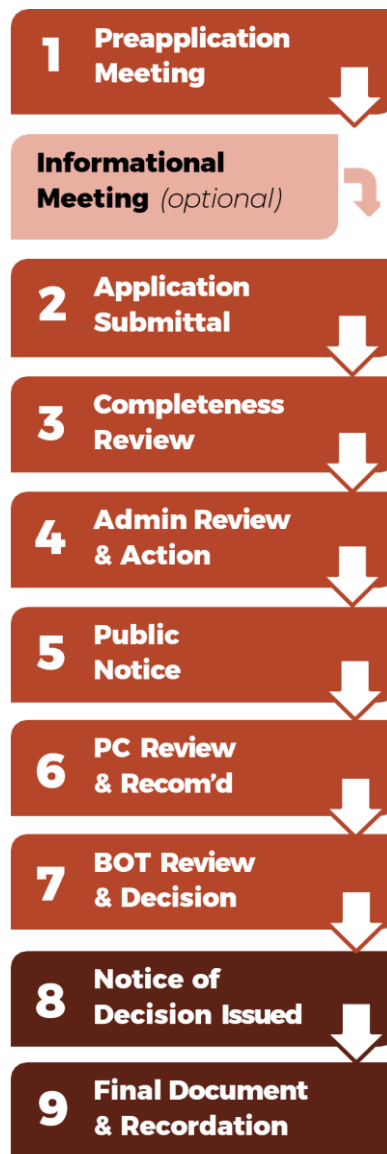 1 Preapplication
Meeting
Informational
Meeting (optional)
2 Application
Submittal
3 Completeness
Review
4 Admin Review
& Action
5 Public
Notice
6 PC Review
& Recom’d
7 BOT Review
& Decision
8 Notice of
Decision Issued
9 Final Document
& Recordation